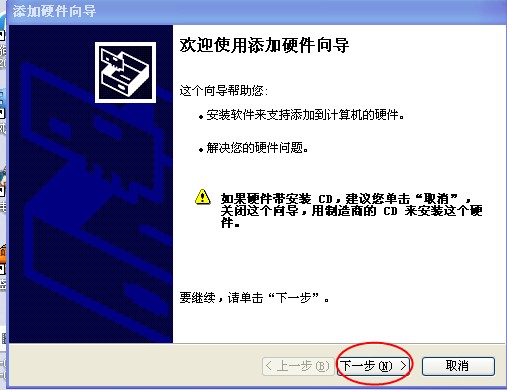 添加硬件向导
欢迎使用添加硬件向导
这个向导帮助您:
•安装软件来支持添加到计算机的硬件。
•解决您的硬件问题。
如果硬件带安装 CD,建议您单击“取消”,
关闭这个向导,用制造商的 CD 来安装这个硬
件。
要继续,请单击“下一步”。
< 上一步(B)
下一步(N) >
取消